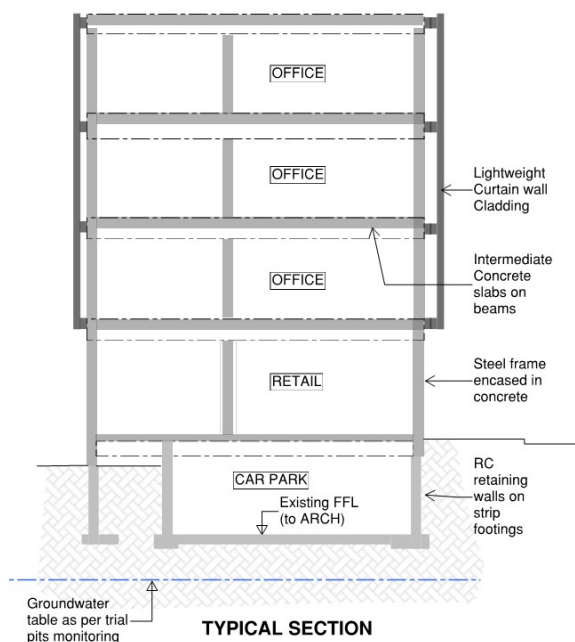 OFFICE
OFFICE
Lightweight
Curtain wall
Cladding
OFFICE
Intermediate
Concrete
slabs on
beams
RETAIL
Steel frame
encased in
concrete
CAR PARK
RC
retaining
walls on
strip
footings
Existing FFL
(to ARCH)
Groundwater
table as per trial
pits monitoring
TYPICAL SECTION